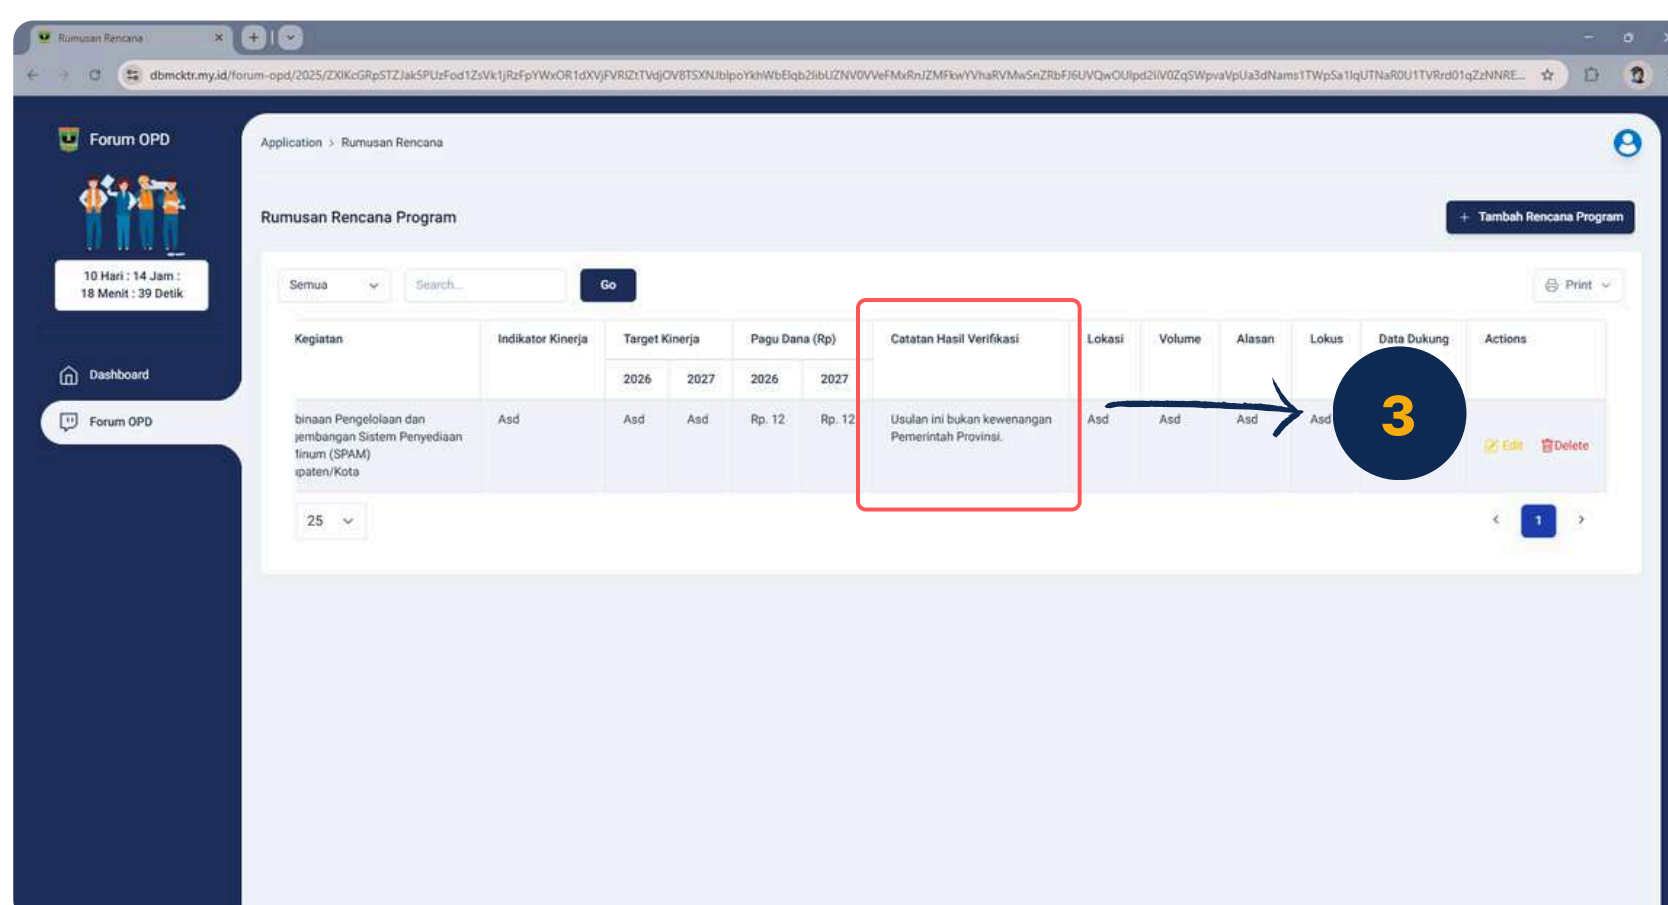 Rumusan Rencana
Forum OPD
10 Hari : 14 Jam :
18 Menit : 39 Detik
Dashboard
Forum OPD
Application > Rumusan Rencana
Rumusan Rencana Program
+ Tambah Rencana Program
Semua
Search...
Go
Print
Kegiatan
Indikator Kinerja
Target Kinerja
Pagu Dana (Rp)
Catatan Hasil Verifikasi
Lokasi
Volume
Alasan
Lokus
Data Dukung
Actions
2026
2027
2026
2027
binaan Pengelolaan dan
embangan Sistem Penyediaan
inum (SPAM)
paten/Kota
Asd
Asd
Asd
Rp. 12
Rp. 12
Usulan ini bukan kewenangan
Pemerintah Provinsi.
Asd
Asd
Asd
Asd
3
Edit
Delete
25
< 1 >